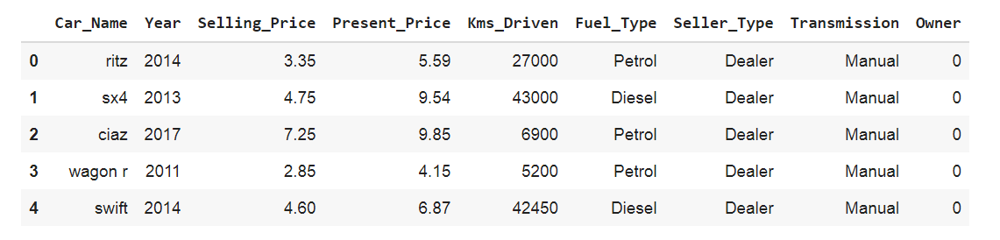 Car_Name Year Selling_Price Present_Price Kms_Driven Fuel_Type Seller_Type Transmission Owner
0 ritz 2014 3.35 5.59 27000 Petrol Dealer Manual 0
1 sx4 2013 4.75 9.54 43000 Diesel Dealer Manual 0
2 ciaz 2017 7.25 9.85 6900 Petrol Dealer Manual 0
3 wagon r 2011 2.85 4.15 5200 Petrol Dealer Manual 0
4 swift 2014 4.60 6.87 42450 Diesel Dealer Manual 0